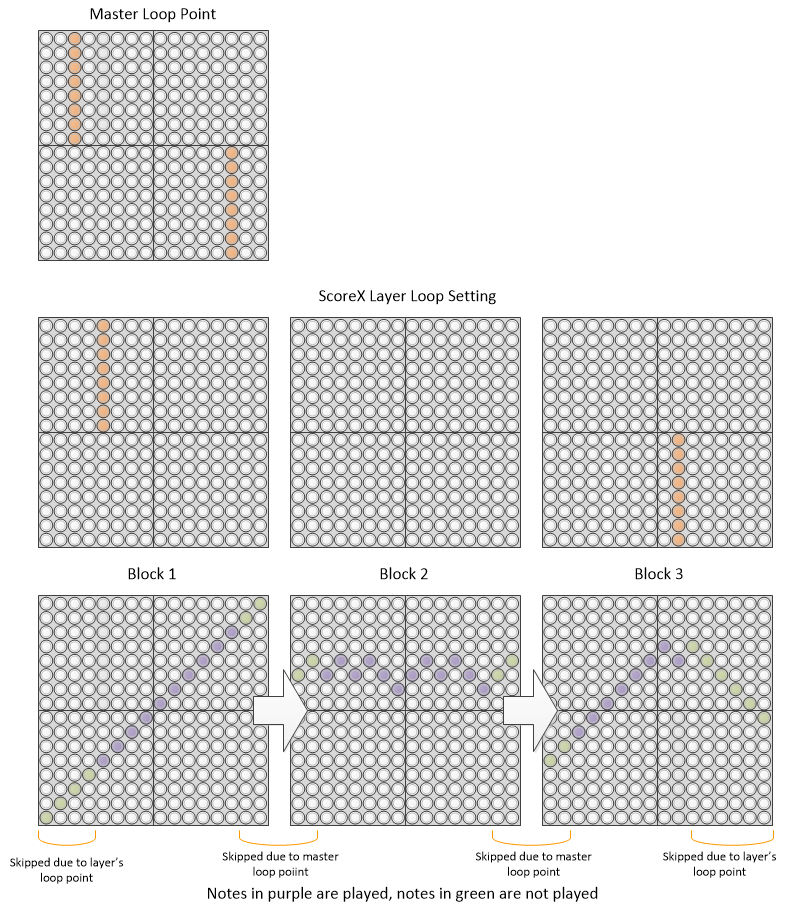 Master Loop Point
ScoreX Layer Loop Setting
Block 1
Block 2
Block 3
Skipped due to layer's
loop point
Skipped due to master
loop poiint
Skipped due to master
loop point
Skipped due to layer's
loop point
Notes in purple are played, notes in green are not played